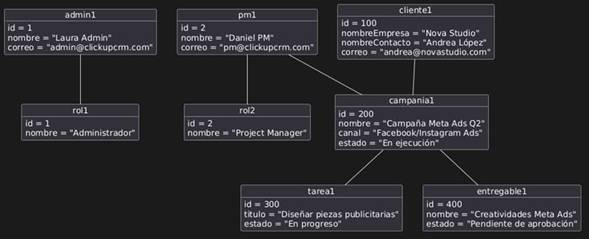 admin1
id = 1
nombre = "Laura Admin"
correo = "admin@clickupcrm.com"
pm1
id = 2
nombre = "Daniel PM"
correo = "pm@clickupcrm.com"
cliente1
id = 100
nombreEmpresa = "Nova Studio"
nombreContacto = "Andrea López"
correo = "andrea@novastudio.com"
rol1
id = 1
nombre = "Administrador"
rol2
id = 2
nombre = "Project Manager"
campania1
id = 200
nombre = "Campaña Meta Ads Q2"
canal = "Facebook/Instagram Ads"
estado = "En ejecución"
tarea1
id = 300
titulo = "Diseñar piezas publicitarias"
estado = "En progreso"
entregable1
id = 400
nombre = "Creatividades Meta Ads"
estado = "Pendiente de aprobación"